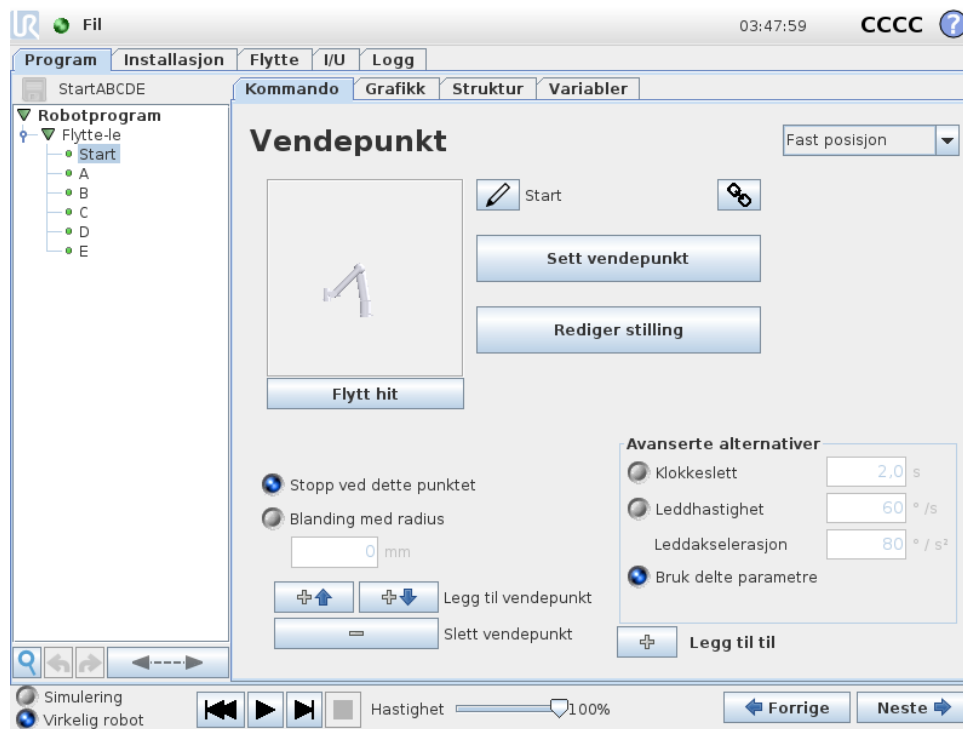 UR Fil 03:47:59 CCCC ?
Program Installasjon Flytte I/U Logg
StartABCDE
Kommando Grafikk Struktur Variabler
Robotprogram
Flytte-le
Start
A
B
C
D
E
Vendepunkt
Fast posisjon
Start
Sett vendepunkt
Rediger stilling
Flytt hit
Stopp ved dette punktet
Blanding med radius
0 mm
Legg til vendepunkt
Slett vendepunkt
Avanserte alternativer
Klokkeslett 2,0 s
Leddhastighet 60 ° /s
Leddakselerasjon 80 ° / s²
Bruk delte parametre
Legg til til
Simulering
Virkelig robot
Hastighet 100%
Forrige
Neste